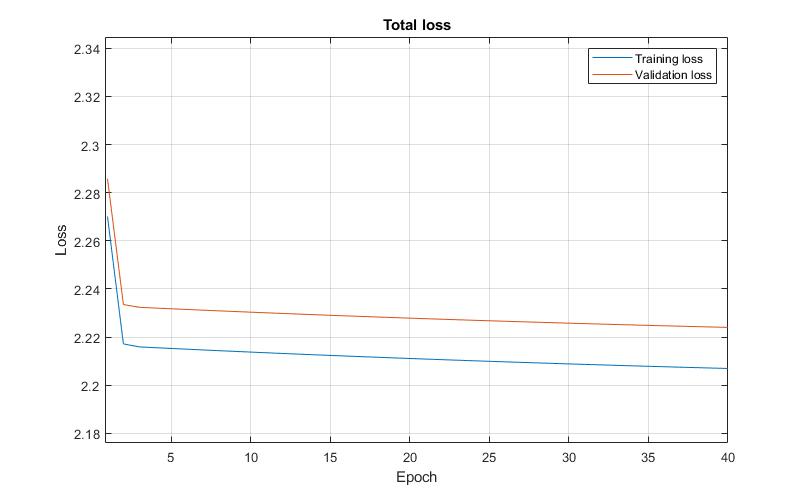 Total loss
2.34
2.32
2.3
2.28
2.26
2.24
2.22
2.2
2.18
Loss
Training loss
Validation loss
5 10 15 20 25 30 35 40
Epoch